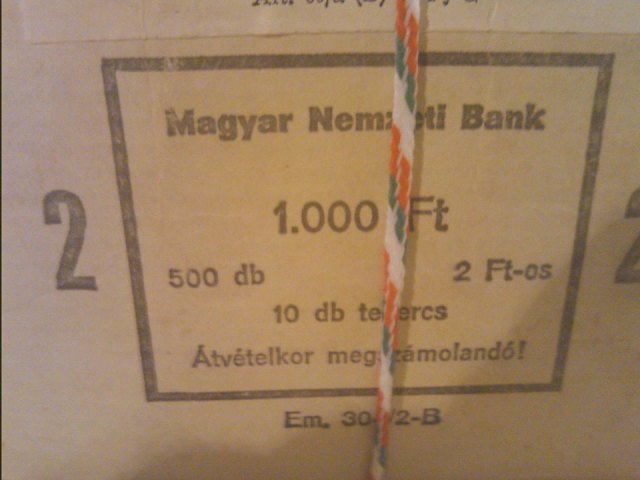 Magyar Nemzeti Bank
2
1.000 Ft
500 db 2 Ft-os
10 db tekercs
Átvételkor megszámolandó!
Em.